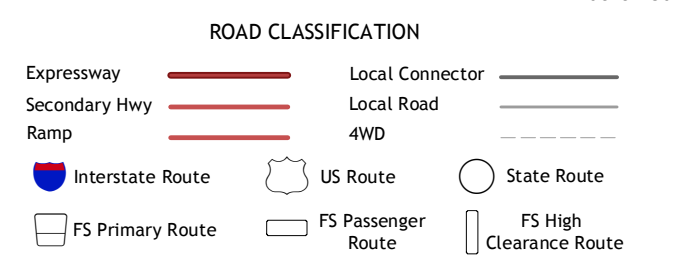 ROAD CLASSIFICATION
Expressway
Local Connector
Secondary Hwy
Local Road
Ramp
4WD
Interstate Route
US Route
State Route
FS Primary Route
FS Passenger
Route
FS High
Clearance Route